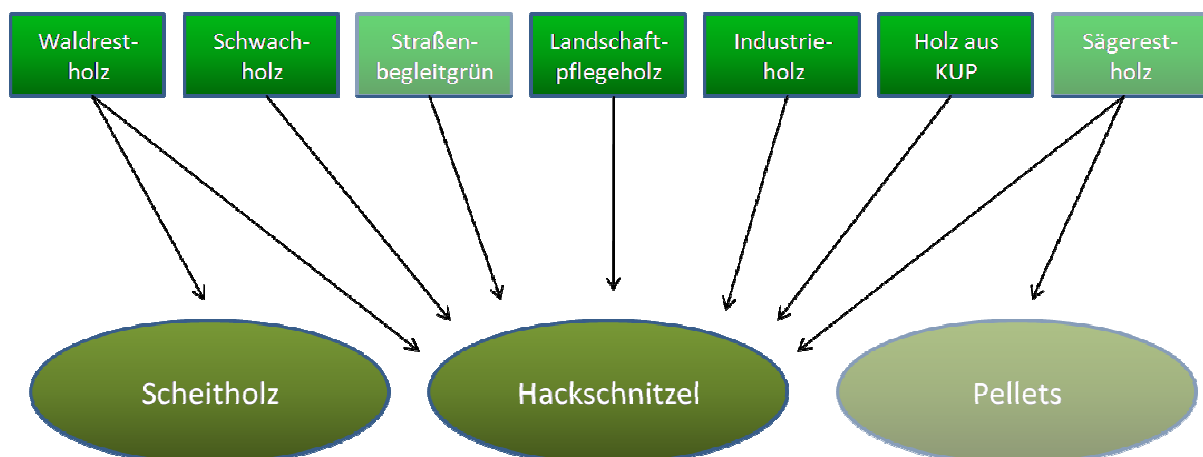 Waldrest-
holz
Schwach-
holz
Straßen-
begleitgrün
Landschaft-
pflegeholz
Industrie-
holz
Holz aus
KUP
Sägerest-
holz
Scheitholz
Hackschnitzel
Pellets